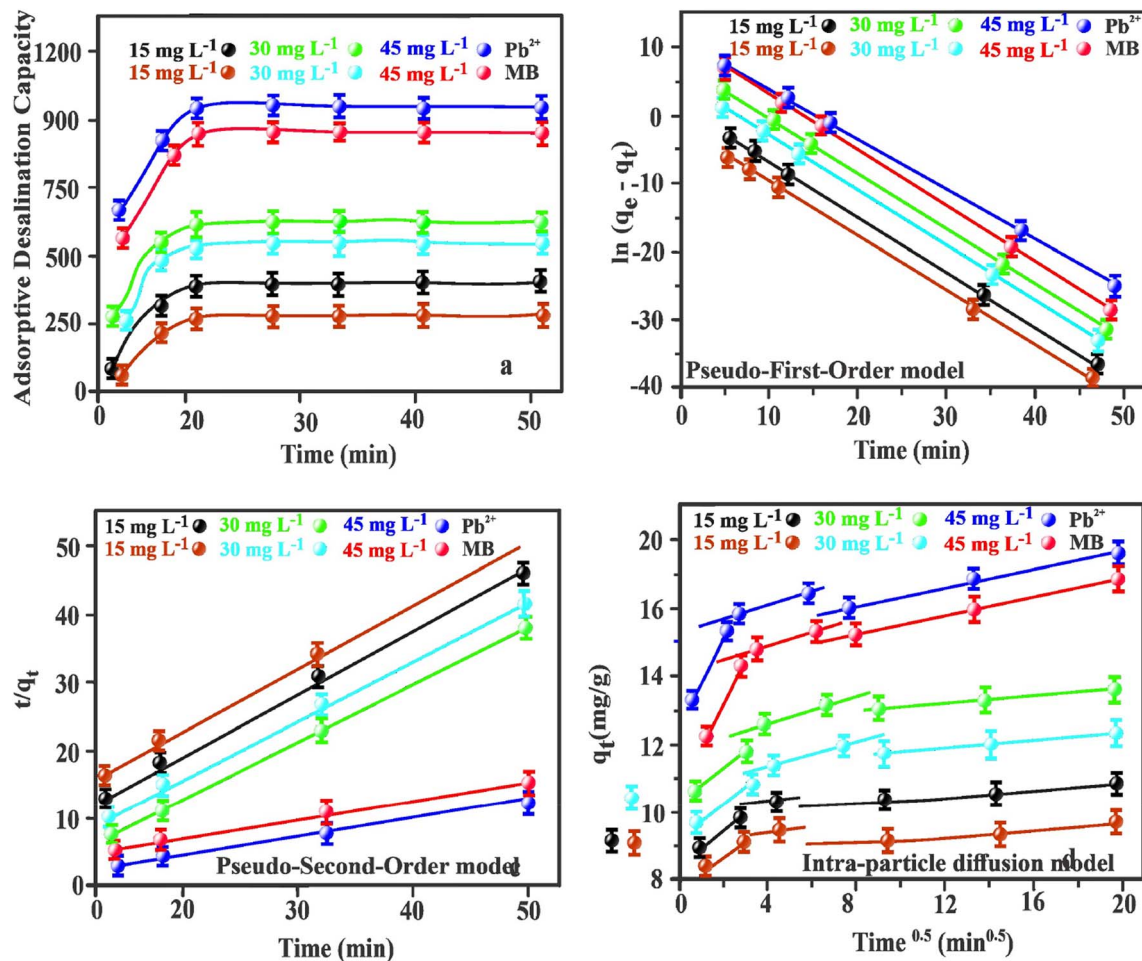 Adsorptive Desalination Capacity
1200
900
750
500
250
0
15 mg L⁻¹ 30 mg L⁻¹ 45 mg L⁻¹ Pb²⁺
15 mg L⁻¹ 30 mg L⁻¹ 45 mg L⁻¹ MB
a
0 20 30 40 50
Time (min)
ln (qe - qt)
10
0
-10
-20
-30
-40
15 mg L⁻¹ 30 mg L⁻¹ 45 mg L⁻¹ Pb²⁺
15 mg L⁻¹ 30 mg L⁻¹ 45 mg L⁻¹ MB
Pseudo-First-Order model
0 10 20 30 40 50
Time (min)
t/qt
50
40
30
20
10
0
15 mg L⁻¹ 30 mg L⁻¹ 45 mg L⁻¹ Pb²⁺
15 mg L⁻¹ 30 mg L⁻¹ 45 mg L⁻¹ MB
Pseudo-Second-Order model
0 20 30 40 50
Time (min)
qt(mg/g)
20
18
16
14
12
10
8
15 mg L⁻¹ 30 mg L⁻¹ 45 mg L⁻¹ Pb²⁺
15 mg L⁻¹ 30 mg L⁻¹ 45 mg L⁻¹ MB
Intra-particle diffusion model
d
0 4 8 12 16 20
Time 0.5 (min0.5)